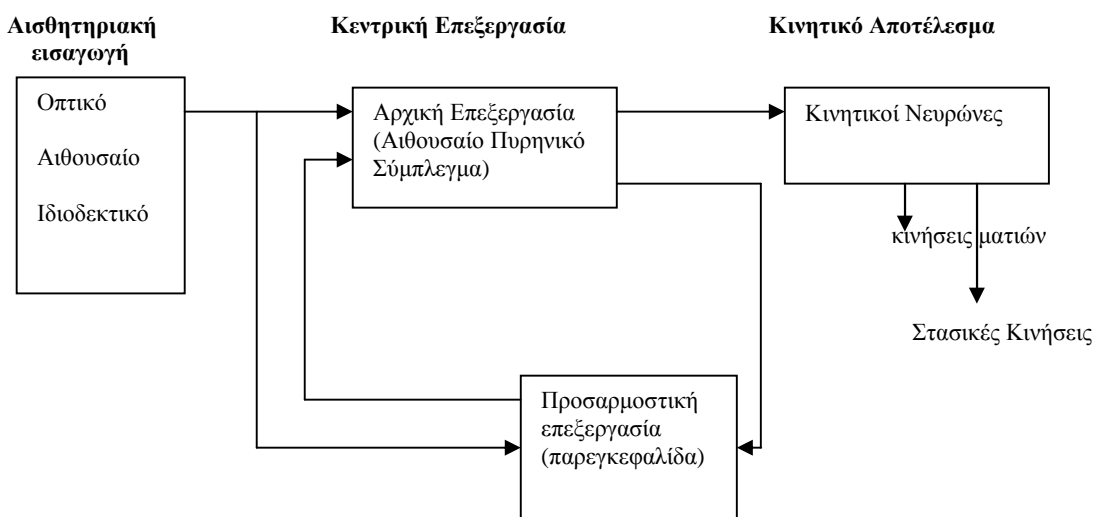 Αισθητηριακή
εισαγωγή
Κεντρική Επεξεργασία
Κινητικό Αποτέλεσμα
Οπτικό
Αιθουσαίο
Ιδιοδεκτικό
Αρχική Επεξεργασία
(Αιθουσαίο Πυρηνικό
Σύμπλεγμα)
Κινητικοί Νευρώνες
κινήσεις ματιών
Στασικές Κινήσεις
Προσαρμοστική
επεξεργασία
(παρεγκεφαλίδα)